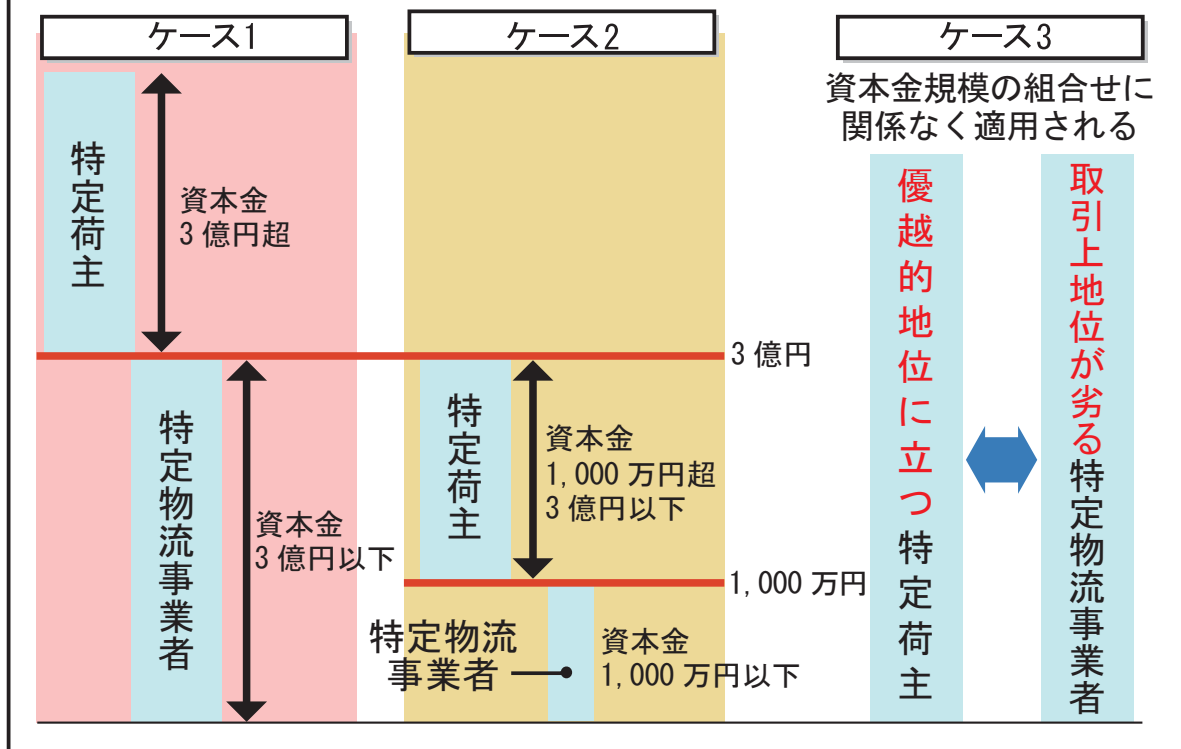 ケース1
特定荷主
資本金
3億円超
特定物流事業者
資本金
3億円以下
ケース2
3億円
特定荷主
資本金
1,000万円超
3億円以下
1,000万円
特定物流
事業者
資本金
1,000万円以下
ケース3
資本金規模の組合せに
関係なく適用される
優越的地位に立つ特定荷主
取引上地位が劣る特定物流事業者